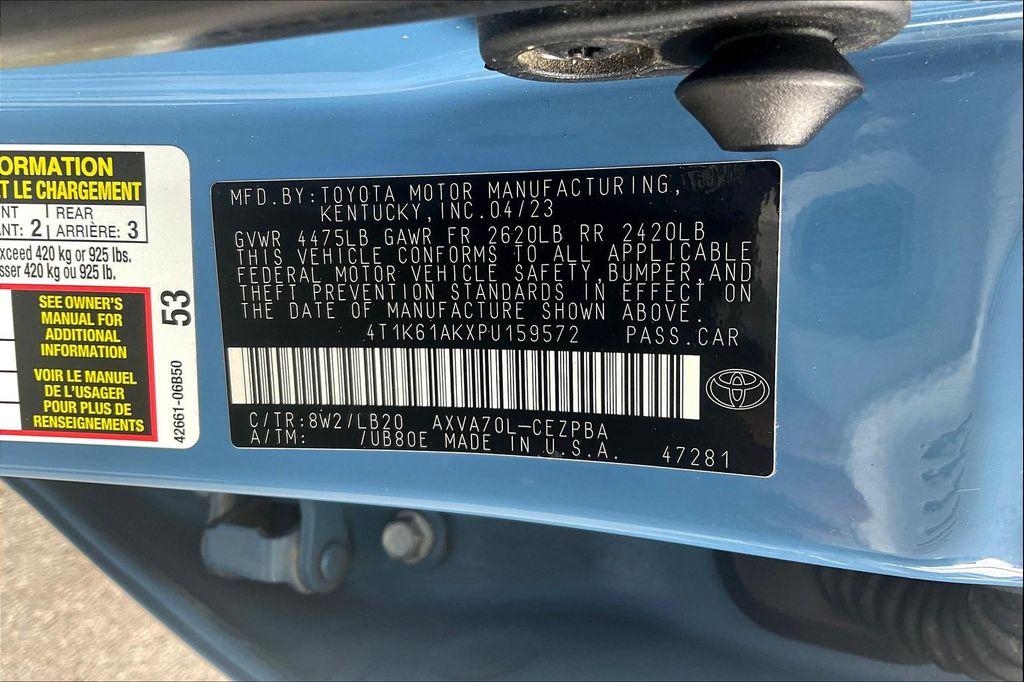 ORMATION
T LE CHARGEMENT
NT | REAR
ANT: 2 | ARRIÈRE: 3
xceed 420 kg or 925 lbs.
sser 420 kg ou 925 lb.
SEE OWNER'S
MANUAL FOR
ADDITIONAL
INFORMATION
VOIR LE MANUEL
DE L'USAGER
POUR PLUS DE
RENSEIGNEMENTS
53
42661-06B50
MFD.BY:TOYOTA MOTOR MANUFACTURING,
KENTUCKY,INC.04/23
GVWR 4475LB GAWR FR 2620LB RR 2420LB
THIS VEHICLE CONFORMS TO ALL APPLICABLE
FEDERAL MOTOR VEHICLE SAFETY,BUMPER,AND
THEFT PREVENTION STANDARDS IN EFFECT ON
THE DATE OF MANUFACTURE SHOWN ABOVE.
4T1K61AKXPU159572 PASS.CAR
C/TR:8W2/LB20 AXVA70L-CEZPBA
A/TM: /UB80E MADE IN U.S.A.
47281